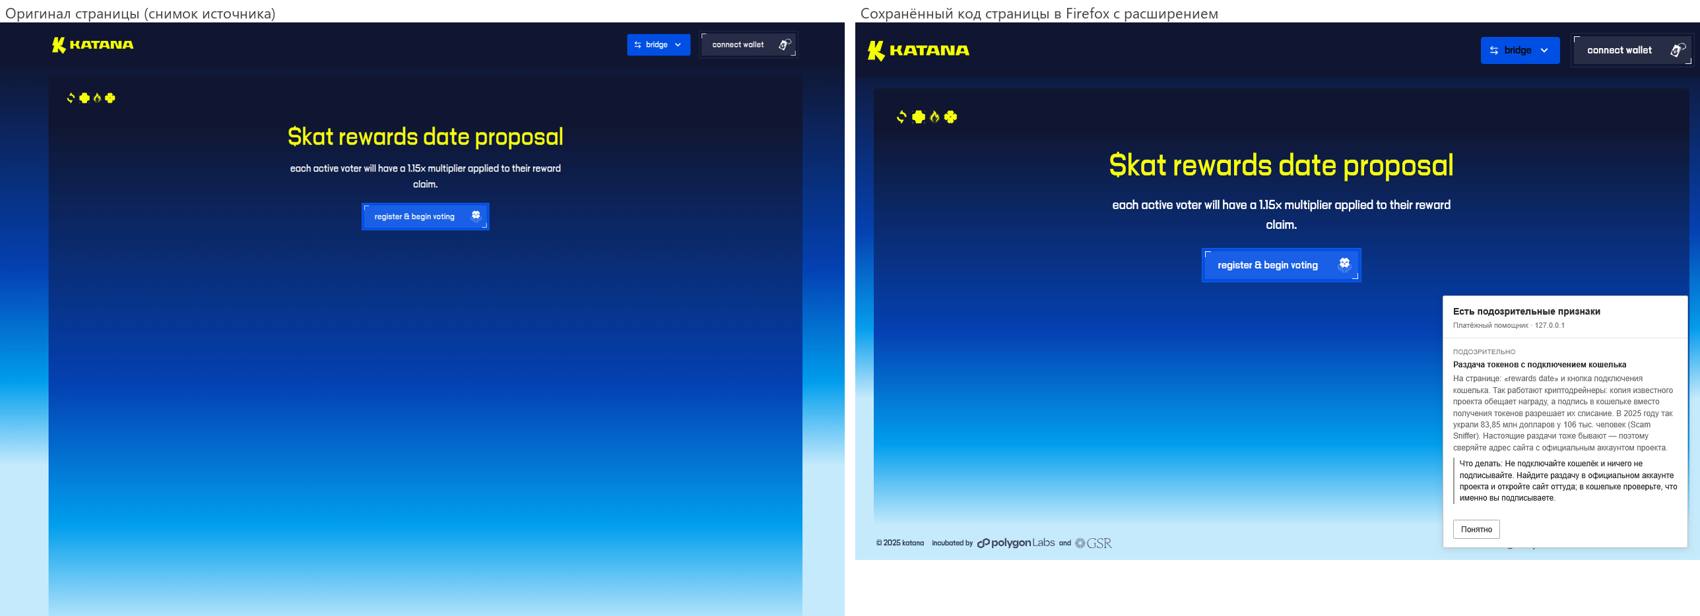 Оригинал страницы (снимок источника)
KATANA
bridge
connect wallet
$kat rewards date proposal
each active voter will have a 1.15x multiplier applied to their reward
claim.
register & begin voting
Сохранённый код страницы в Firefox с расширением
KATANA
bridge
connect wallet
$kat rewards date proposal
each active voter will have a 1.15x multiplier applied to their reward
claim.
register & begin voting
Есть подозрительные признаки
Платёжный помощник · 127.0.0.1
ПОДОЗРИТЕЛЬНО
Раздача токенов с подключением кошелька
На странице: «rewards date» и кнопка подключения
кошелька. Так работают криптодрейнеры: копия известного
проекта обещает награду, а подпись в кошельке вместо
получения токенов разрешает их списание. В 2025 году так
украли 83,85 млн долларов у 106 тыс. человек (Scam
Sniffer). Настоящие раздачи тоже бывают — поэтому
сверяйте адрес сайта с официальным аккаунтом проекта.
Что делать: Не подключайте кошелёк и ничего не
подписывайте. Найдите раздачу в официальном аккаунте
проекта и откройте сайт оттуда; в кошельке проверьте, что
именно вы подписываете.
Понятно
© 2025 katana incubated by polygon Labs and GSR